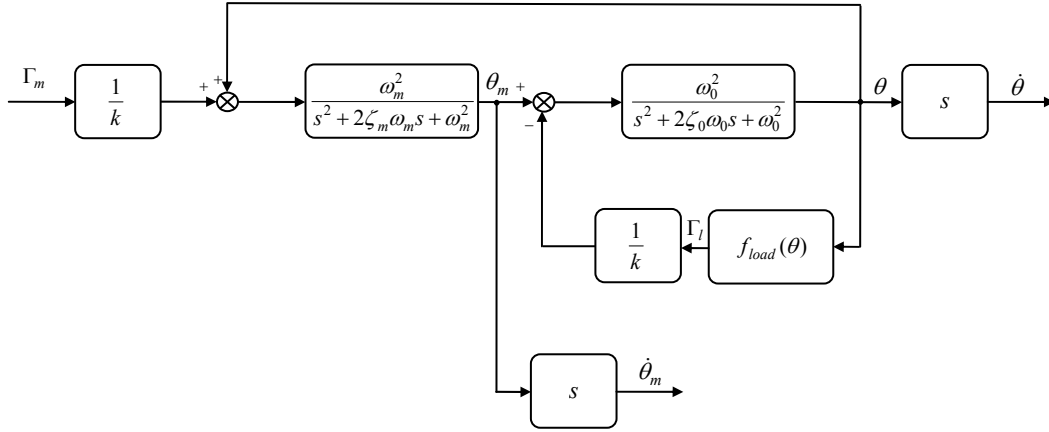 Γ_m
1/k
+
+
ω_m^2 / (s^2 + 2ζ_m ω_m s + ω_m^2)
θ_m
+
−
ω_0^2 / (s^2 + 2ζ_0 ω_0 s + ω_0^2)
θ
s
θ̇
1/k
Γ_l
f_load(θ)
s
θ̇_m